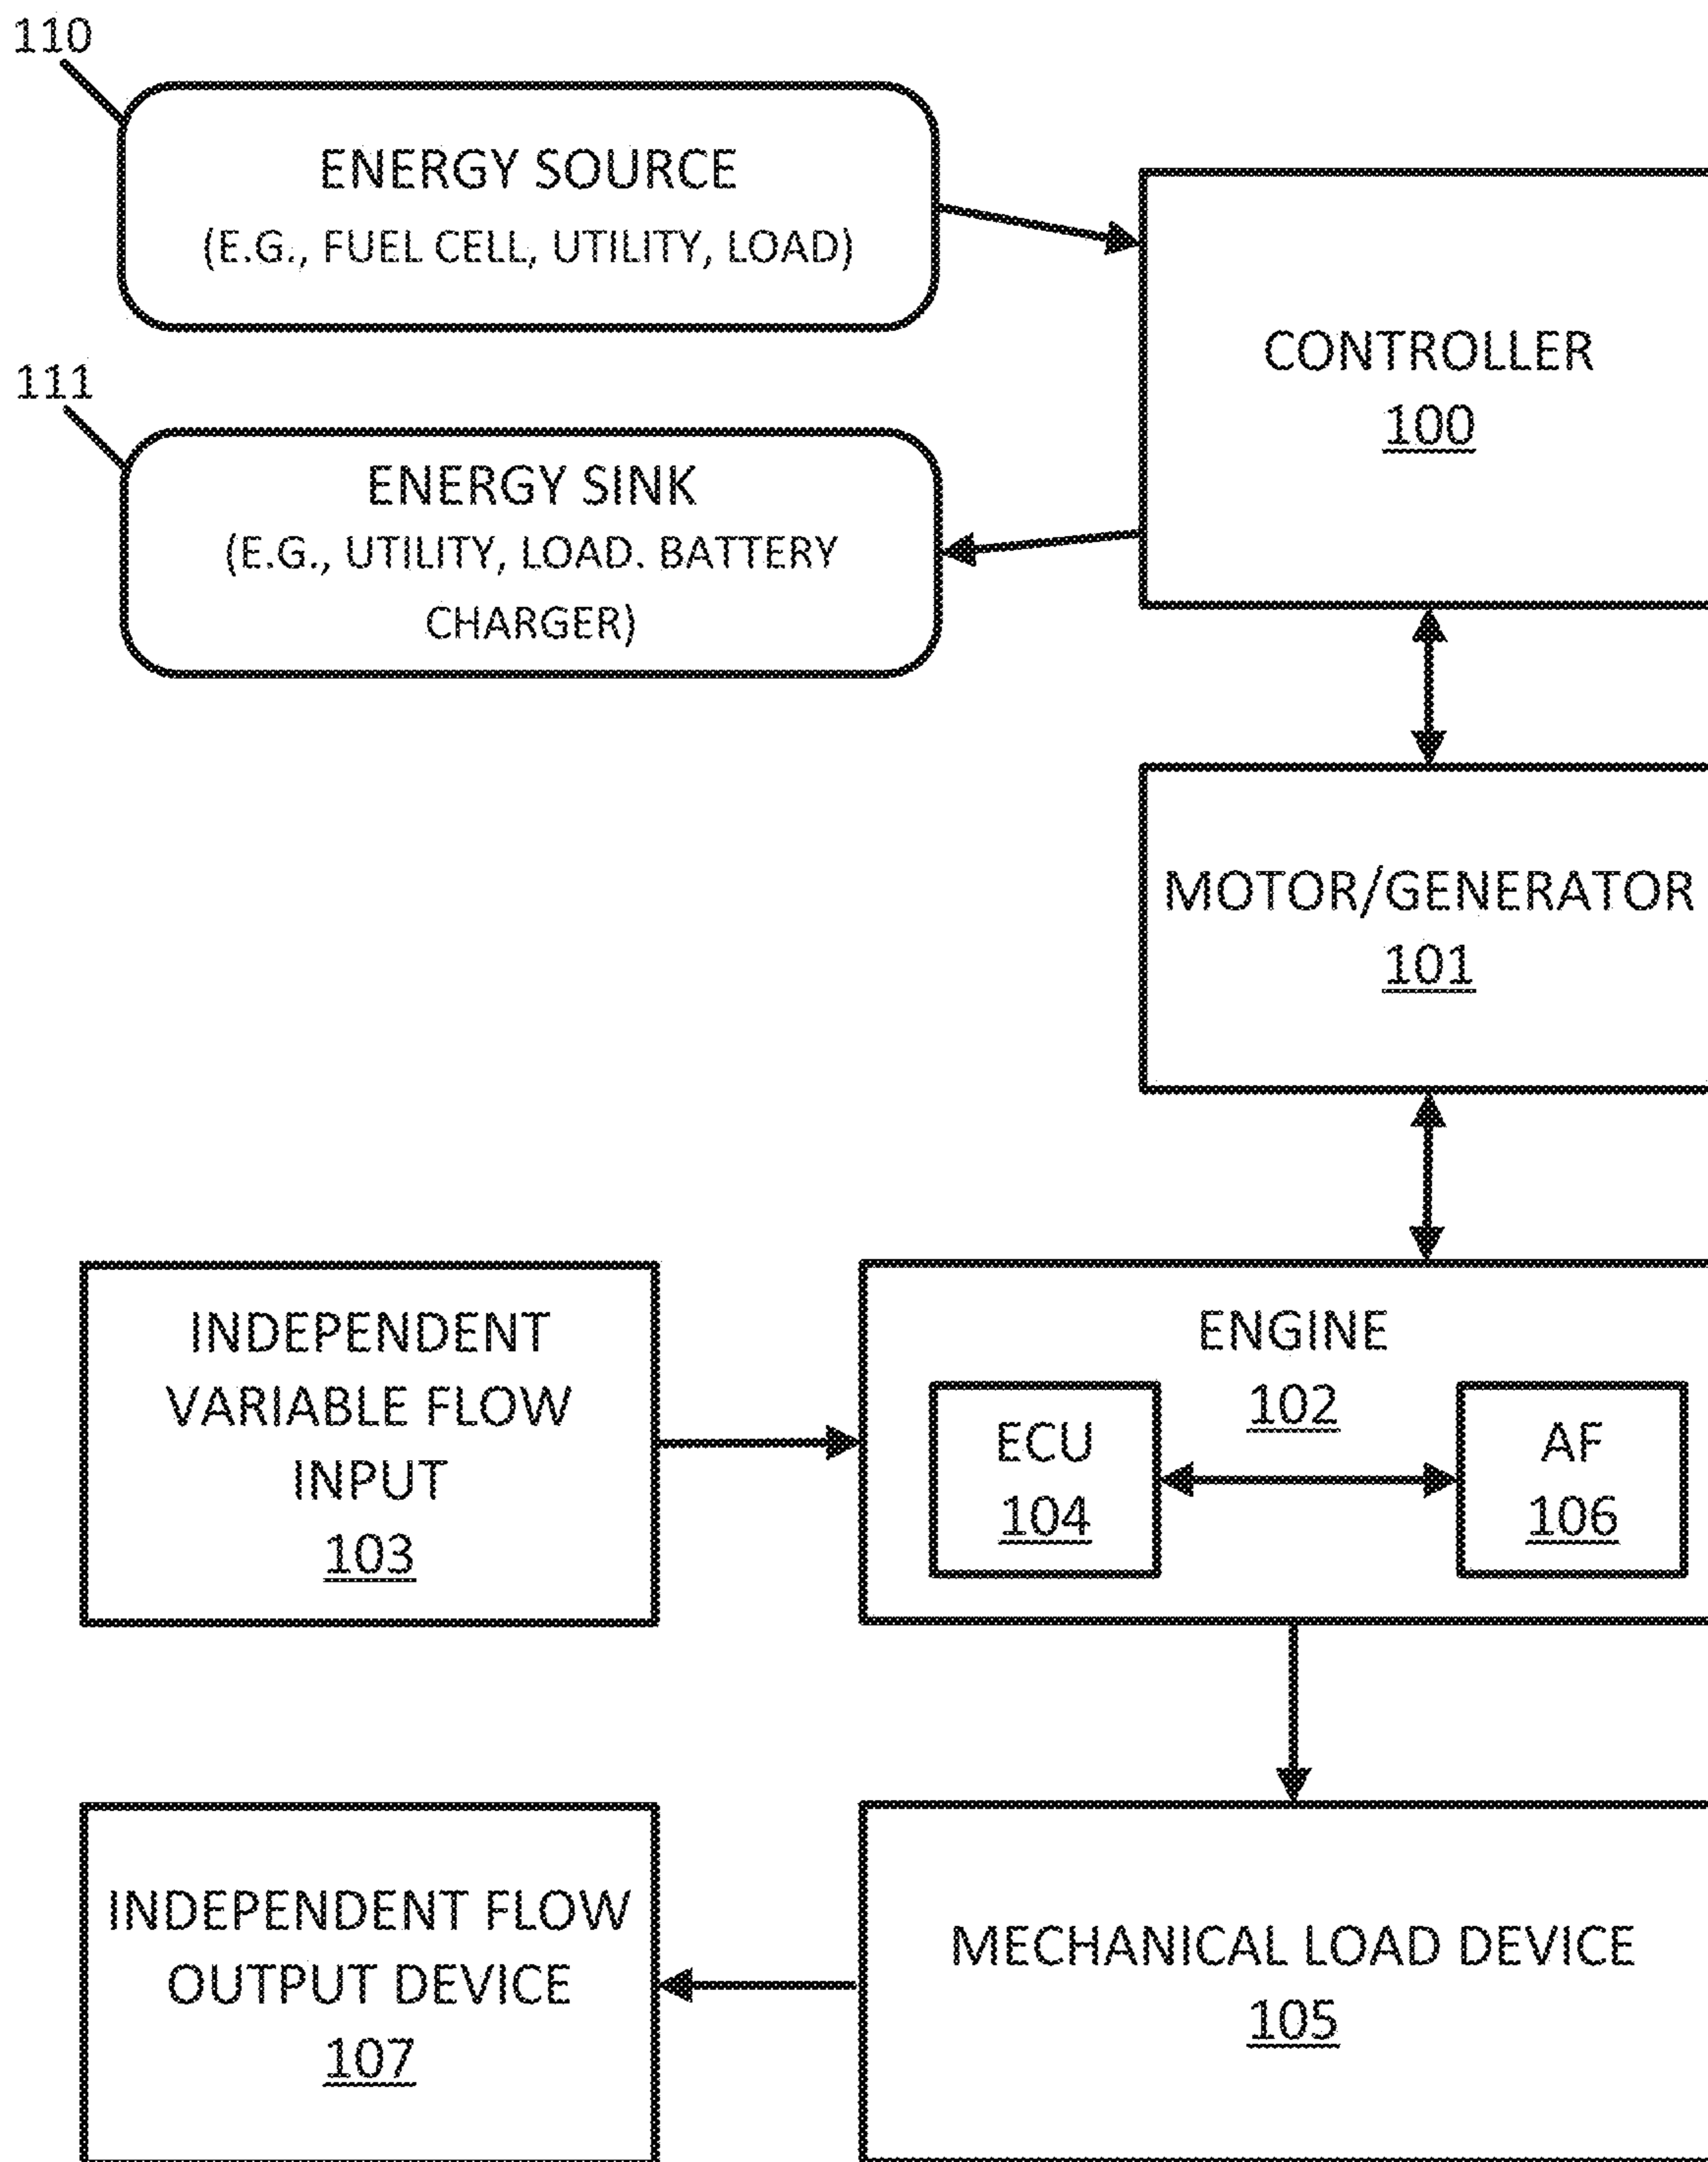 110
ENERGY SOURCE
(E.G., FUEL CELL, UTILITY, LOAD)
CONTROLLER
100
111
ENERGY SINK
(E.G., UTILITY, LOAD. BATTERY
CHARGER)
MOTOR/GENERATOR
101
INDEPENDENT
VARIABLE FLOW
INPUT
103
ENGINE
102
ECU
104
AF
106
INDEPENDENT FLOW
OUTPUT DEVICE
107
MECHANICAL LOAD DEVICE
105